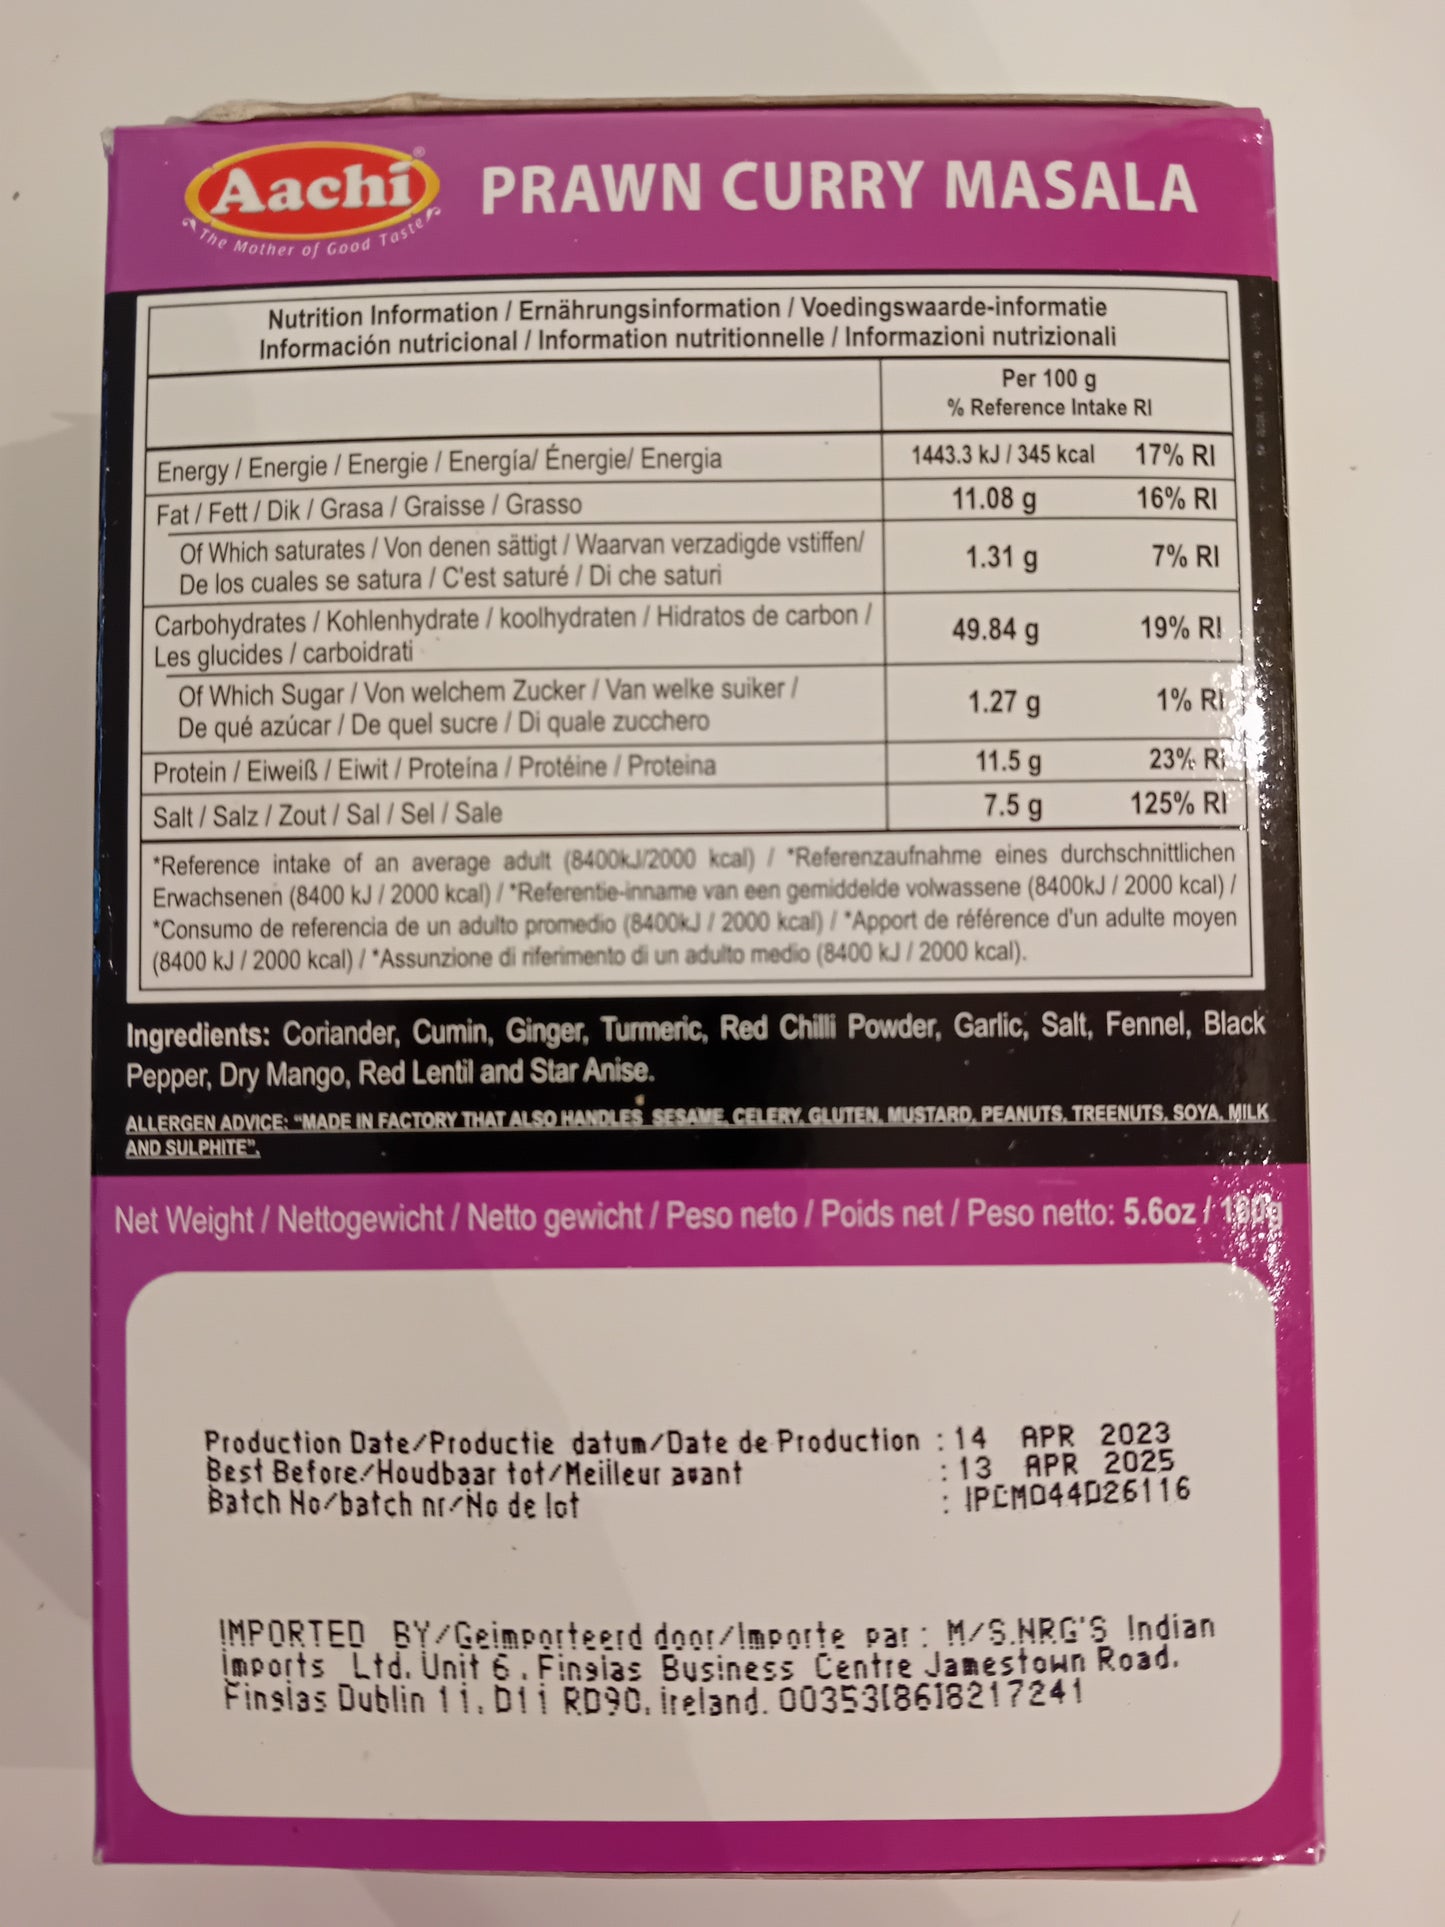 Aachi®
The Mother of Good Taste
PRAWN CURRY MASALA
Nutrition Information / Ernährungsinformation / Voedingswaarde-informatie
Información nutricional / Information nutritionnelle / Informazioni nutrizionali
Per 100 g
% Reference Intake RI
Energy / Energie / Energie / Energía/ Énergie/ Energia 1443.3 kJ / 345 kcal 17% RI
Fat / Fett / Dik / Grasa / Graisse / Grasso 11.08 g 16% RI
Of Which saturates / Von denen sättigt / Waarvan verzadigde vstiffen/
De los cuales se satura / C'est saturé / Di che saturi 1.31 g 7% RI
Carbohydrates / Kohlenhydrate / koolhydraten / Hidratos de carbon /
Les glucides / carboidrati 49.84 g 19% RI
Of Which Sugar / Von welchem Zucker / Van welke suiker /
De qué azúcar / De quel sucre / Di quale zucchero 1.27 g 1% RI
Protein / Eiweiß / Eiwit / Proteína / Protéine / Proteina 11.5 g 23% RI
Salt / Salz / Zout / Sal / Sel / Sale 7.5 g 125% RI
*Reference intake of an average adult (8400kJ/2000 kcal) / *Referenzaufnahme eines durchschnittlichen
Erwachsenen (8400 kJ / 2000 kcal) / *Referentie-inname van een gemiddelde volwassene (8400kJ / 2000 kcal) /
*Consumo de referencia de un adulto promedio (8400kJ / 2000 kcal) / *Apport de référence d'un adulte moyen
(8400 kJ / 2000 kcal) / *Assunzione di riferimento di un adulto medio (8400 kJ / 2000 kcal).
Ingredients: Coriander, Cumin, Ginger, Turmeric, Red Chilli Powder, Garlic, Salt, Fennel, Black
Pepper, Dry Mango, Red Lentil and Star Anise.
ALLERGEN ADVICE: "MADE IN FACTORY THAT ALSO HANDLES SESAME, CELERY, GLUTEN, MUSTARD, PEANUTS, TREENUTS, SOYA, MILK
AND SULPHITE".
Net Weight / Nettogewicht / Netto gewicht / Peso neto / Poids net / Peso netto: 5.6oz / 160g
Production Date/Productie datum/Date de Production : 14 APR 2023
Best Before/Houdbaar tot/Meilleur avant : 13 APR 2025
Batch No/batch nr/No de lot : IPCM044D26116
IMPORTED BY/Geimporteerd door/Importe par : M/S.NRG'S Indian
Imports Ltd. Unit 6 . Finglas Business Centre Jamestown Road.
Finglas Dublin 11. D11 RD90. ireland. 00353(86)8217241